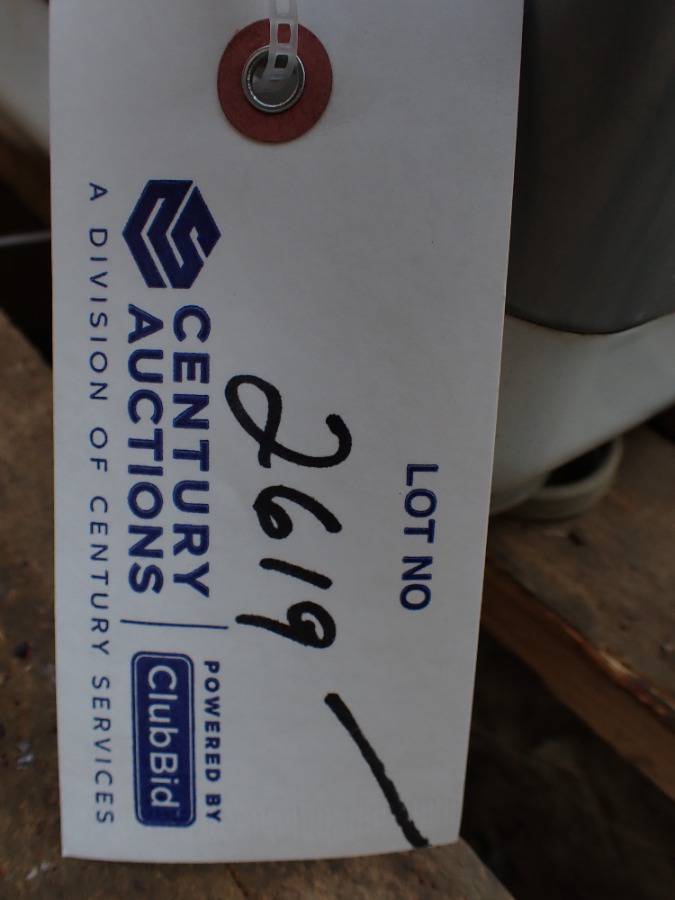 LOT NO
2619
CENTURY
AUCTIONS
POWERED BY
ClubBid
A DIVISION OF CENTURY SERVICES